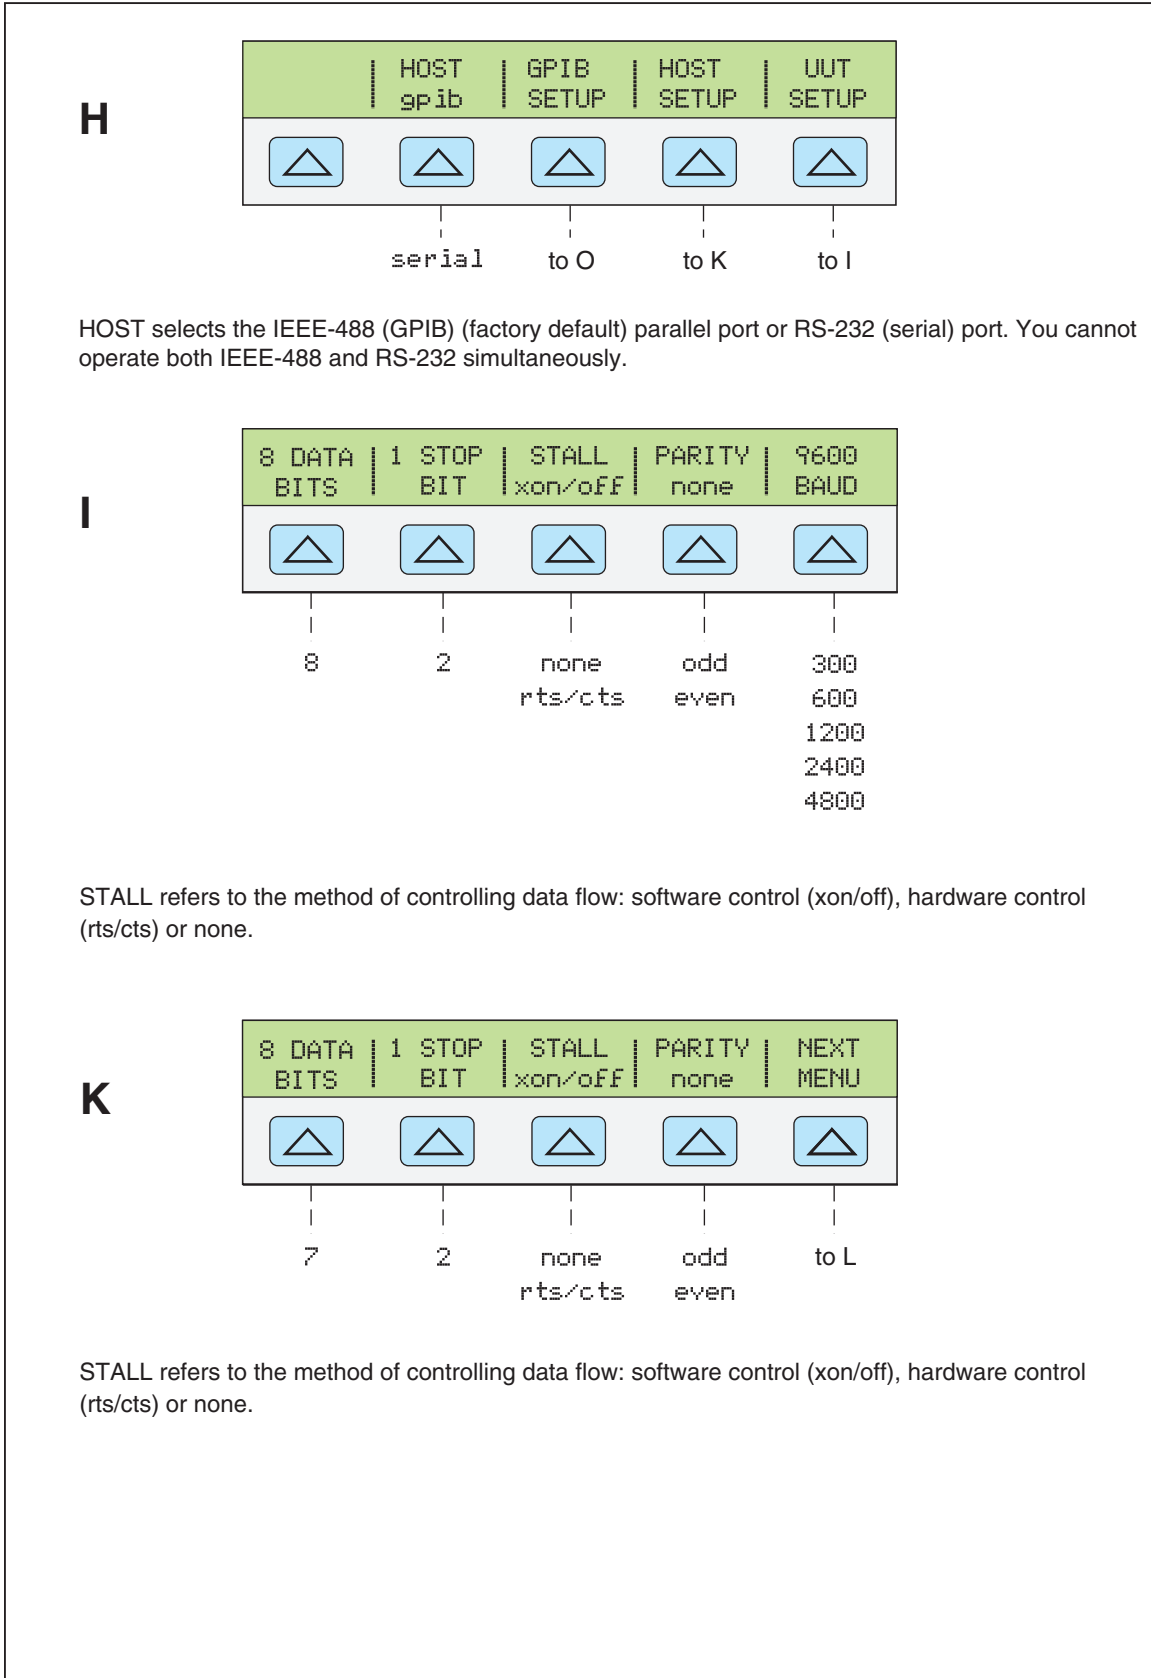 H
HOST GPIB HOST UUT
gpib SETUP SETUP SETUP
serial to O to K to I
HOST selects the IEEE-488 (GPIB) (factory default) parallel port or RS-232 (serial) port. You cannot
operate both IEEE-488 and RS-232 simultaneously.
I
8 DATA 1 STOP STALL PARITY 9600
BITS BIT xon/off none BAUD
8 2 none odd 300
rts/cts even 600
1200
2400
4800
STALL refers to the method of controlling data flow: software control (xon/off), hardware control
(rts/cts) or none.
K
8 DATA 1 STOP STALL PARITY NEXT
BITS BIT xon/off none MENU
7 2 none odd to L
rts/cts even
STALL refers to the method of controlling data flow: software control (xon/off), hardware control
(rts/cts) or none.